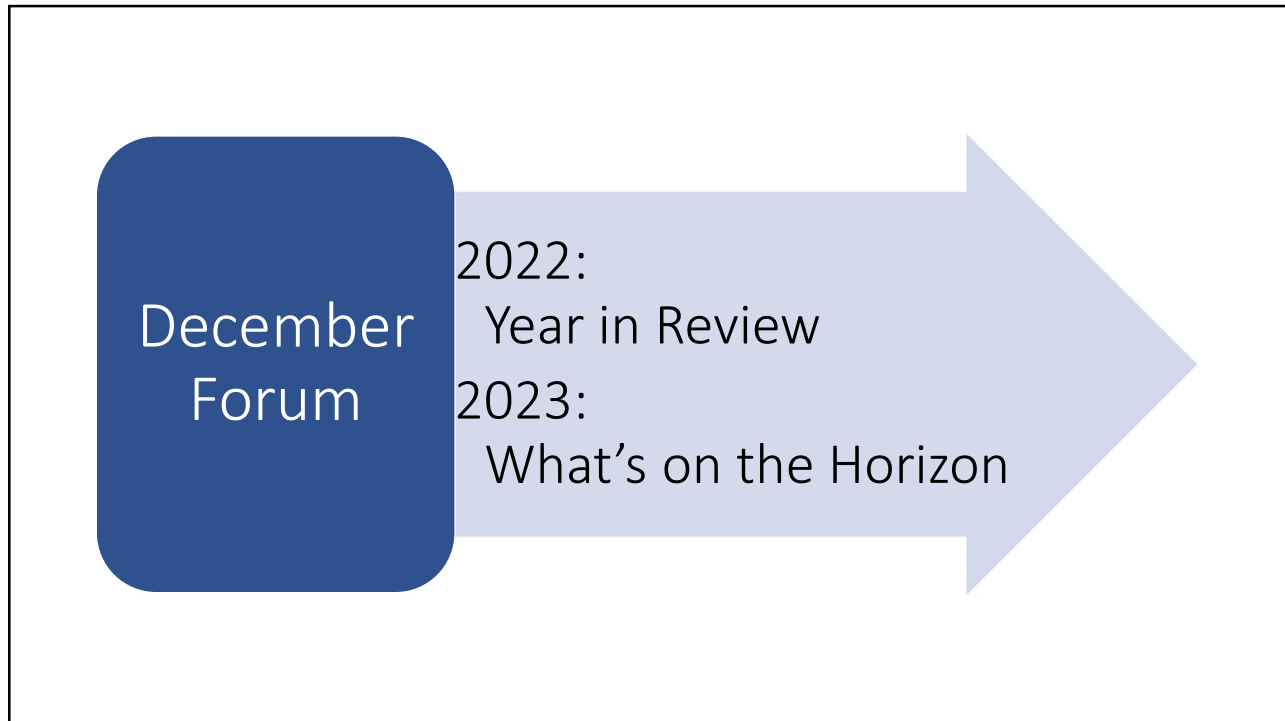 December
Forum
2022:
Year in Review
2023:
What’s on the Horizon